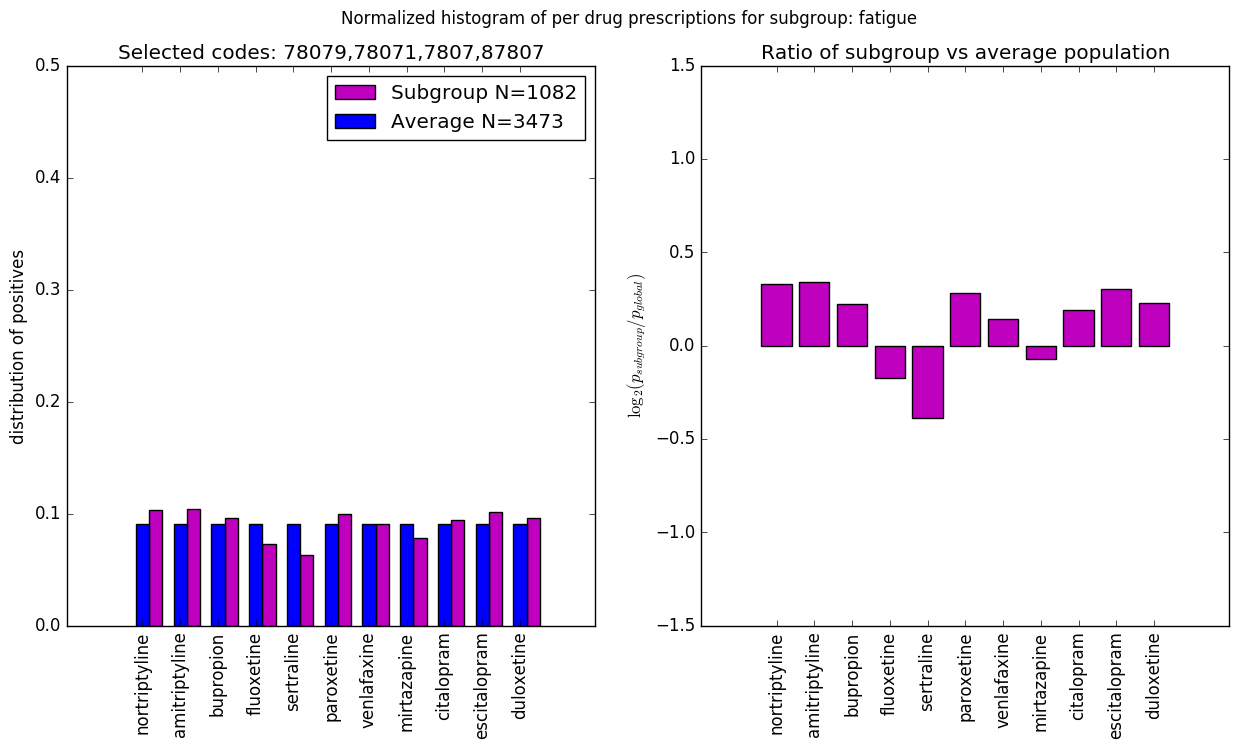 Normalized histogram of per drug prescriptions for subgroup: fatigue
Selected codes: 78079,78071,7807,87807
0.5
0.4
0.3
0.2
0.1
0.0
distribution of positives
Subgroup N=1082
Average N=3473
nortriptyline
amitriptyline
bupropion
fluoxetine
sertraline
paroxetine
venlafaxine
mirtazapine
citalopram
escitalopram
duloxetine
Ratio of subgroup vs average population
1.5
1.0
0.5
0.0
−0.5
−1.0
−1.5
log₂(p_subgroup/p_global)
nortriptyline
amitriptyline
bupropion
fluoxetine
sertraline
paroxetine
venlafaxine
mirtazapine
citalopram
escitalopram
duloxetine